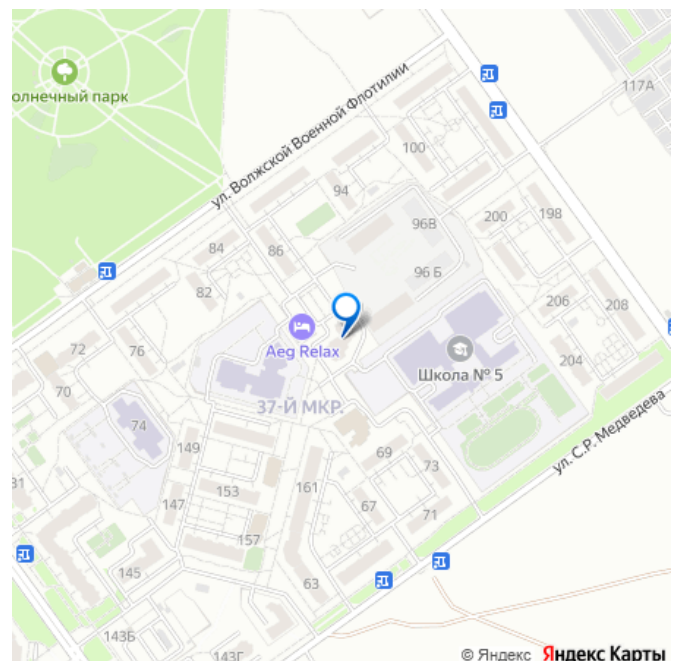 117А
олнечный парк
ул. Волжской Военной Флотилии
100
94
96В
200
198
84
86
96 Б
82
206
208
72
76
Aeg Relax
Школа № 5
204
70
37-Й МКР.
74
149
69
73
ул. С.Р. Медведева
31
147
153
161
67
71
157
145
63
143Б
143Г
© Яндекс Яндекс Карты